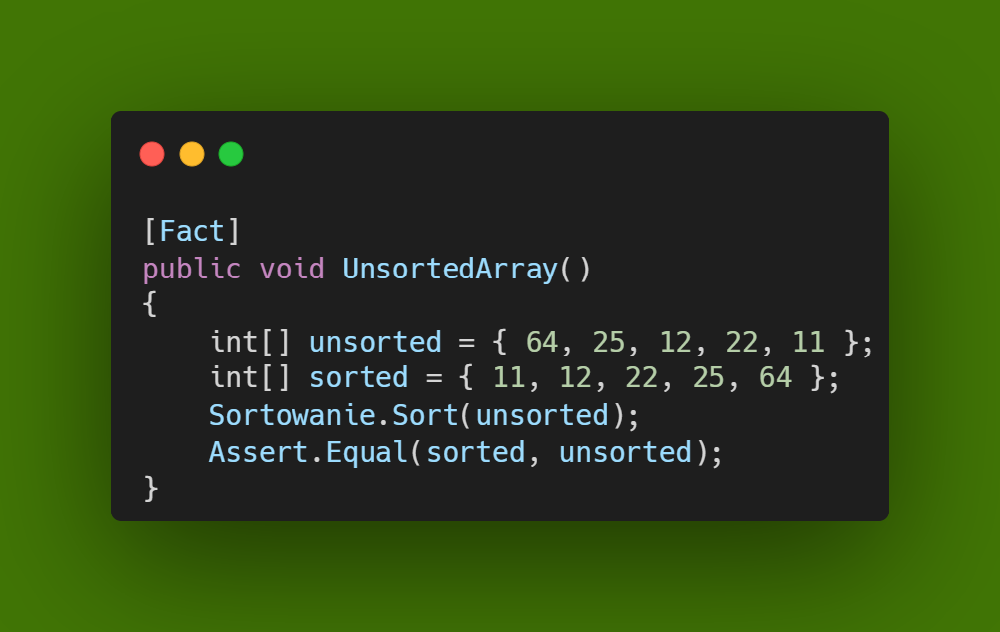 [Fact]
public void UnsortedArray()
{
    int[] unsorted = { 64, 25, 12, 22, 11 };
    int[] sorted = { 11, 12, 22, 25, 64 };
    Sortowanie.Sort(unsorted);
    Assert.Equal(sorted, unsorted);
}